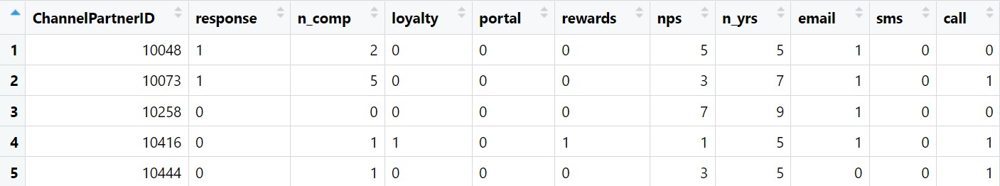 ChannelPartnerID response n_comp loyalty portal rewards nps n_yrs email sms call
1 10048 1 2 0 0 0 5 5 1 0 0
2 10073 1 5 0 0 0 3 7 1 0 1
3 10258 0 0 0 0 0 7 9 1 0 0
4 10416 0 1 1 0 1 1 5 1 0 1
5 10444 0 1 0 0 0 3 5 0 0 1